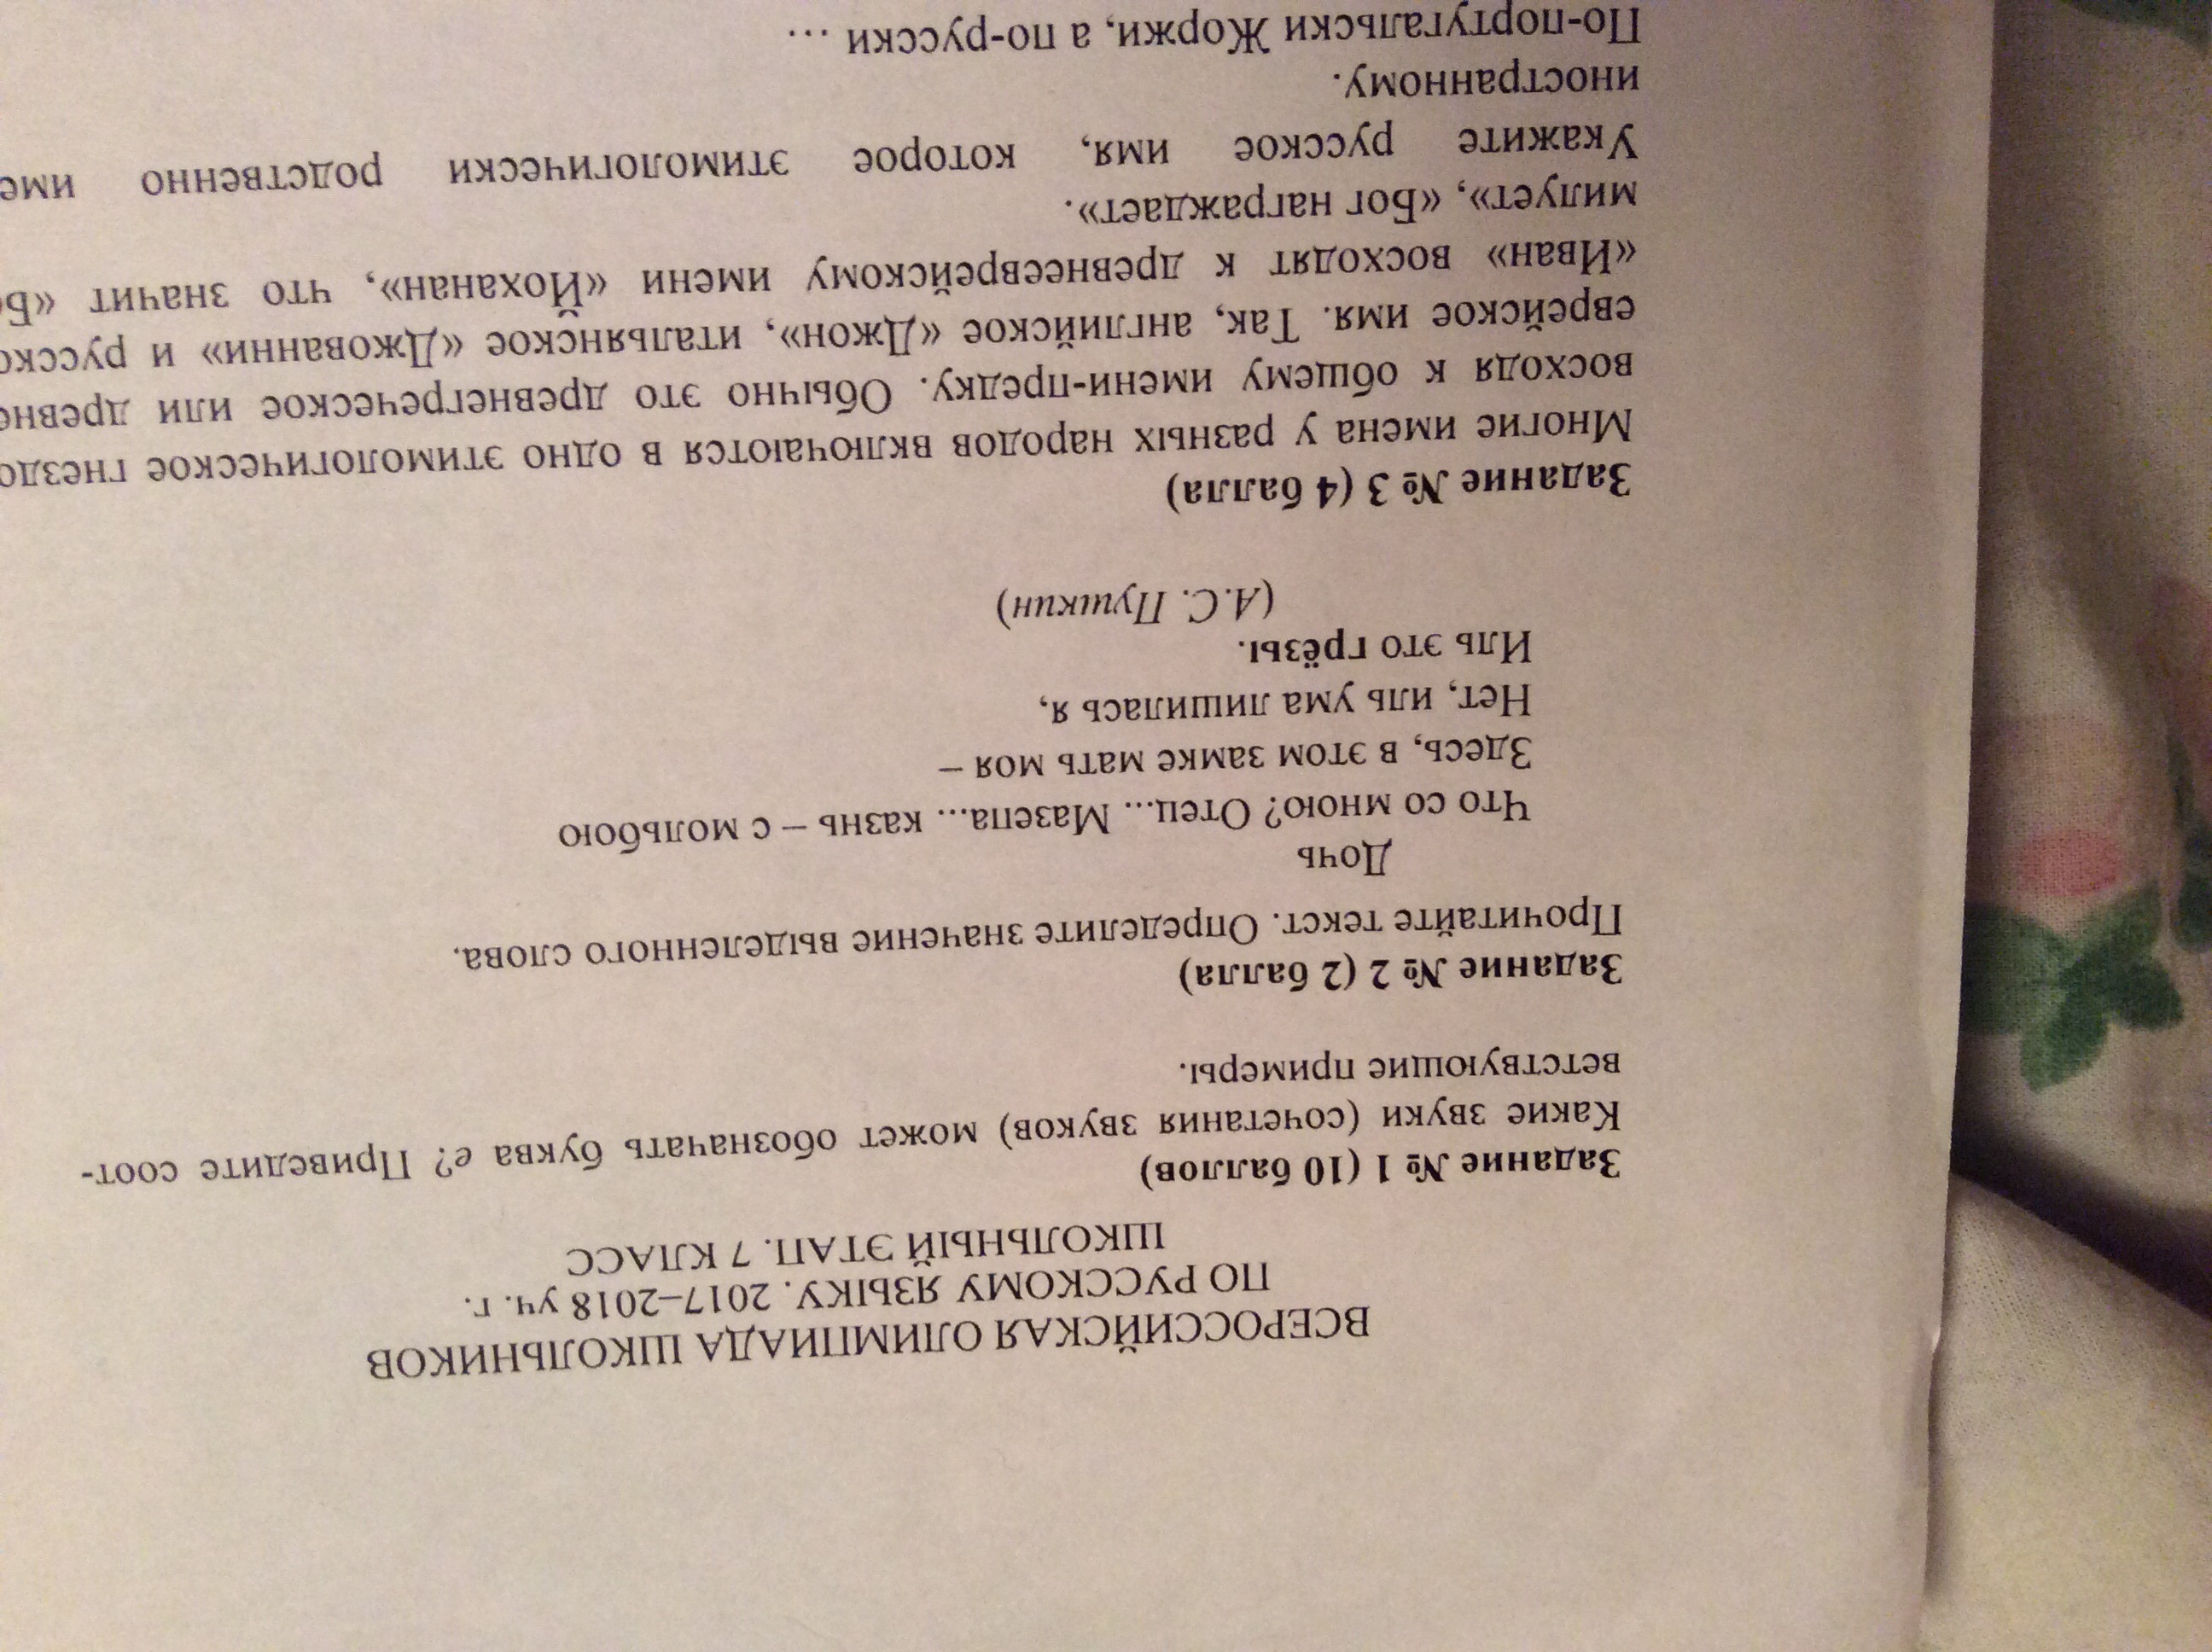 ВСЕРОССИЙСКАЯ ОЛИМПИАДА ШКОЛЬНИКОВ
ПО РУССКОМУ ЯЗЫКУ. 2017–2018 уч. г.
ШКОЛЬНЫЙ ЭТАП. 7 КЛАСС
Задание № 1 (10 баллов)
Какие звуки (сочетания звуков) может обозначать буква е? Приведите соот-
ветствующие примеры.
Задание № 2 (2 балла)
Прочитайте текст. Определите значение выделенного слова.
Дочь
Что со мною? Отец... Мазепа... казнь – с мольбою
Здесь, в этом замке мать моя –
Нет, иль ума лишилась я,
Иль это грёзы.
(А.С. Пушкин)
Задание № 3 (4 балла)
Многие имена у разных народов включаются в одно этимологическое гнездо
восходя к общему имени-предку. Обычно это древнегреческое или древне
еврейское имя. Так, английское «Джон», итальянское «Джованни» и русско
«Иван» восходят к древнееврейскому имени «Йоханан», что значит «Бо
милует», «Бог награждает».
Укажите русское имя, которое этимологически родственно име
иностранному.
По-португальски Жоржи, а по-русски …